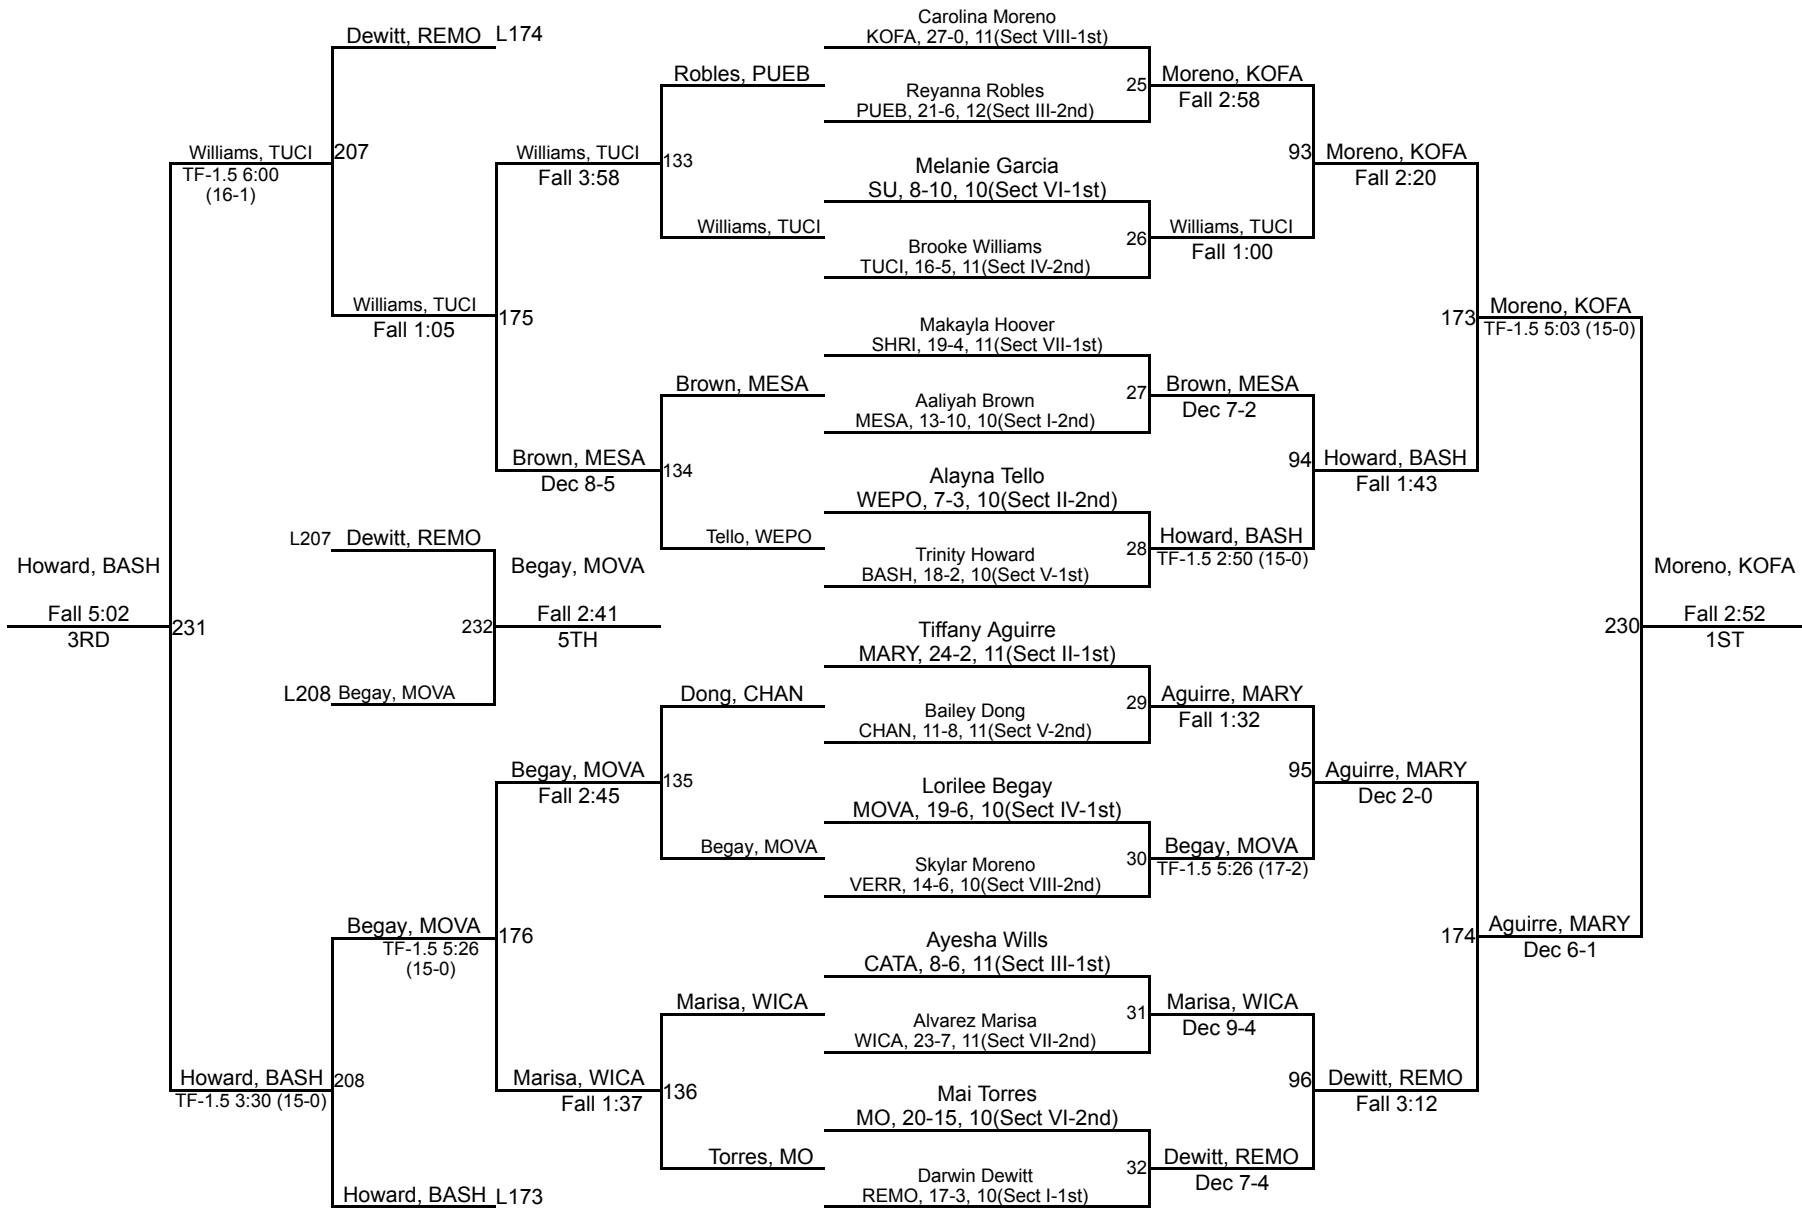 Dewitt, REMO L174
207
Williams, TUCI
TF-1.5 6:00
(16-1)
Williams, TUCI
Fall 1:05
175
Robles, PUEB
Williams, TUCI
Fall 3:58
133
Williams, TUCI
Brown, MESA
Brown, MESA
Dec 8-5
134
Tello, WEPO
L207 Dewitt, REMO
L208 Begay, MOVA
232
Begay, MOVA
Fall 2:41
5TH
Howard, BASH
Fall 5:02
3RD
231
Dong, CHAN
Begay, MOVA
Fall 2:45
135
Begay, MOVA
Begay, MOVA
TF-1.5 5:26
(15-0)
176
Marisa, WICA
Marisa, WICA
Fall 1:37
136
Torres, MO
Howard, BASH
TF-1.5 3:30 (15-0)
208
Howard, BASH L173
Carolina Moreno
KOFA, 27-0, 11(Sect VIII-1st)
Reyanna Robles
PUEB, 21-6, 12(Sect III-2nd)
25
Melanie Garcia
SU, 8-10, 10(Sect VI-1st)
Brooke Williams
TUCI, 16-5, 11(Sect IV-2nd)
26
Makayla Hoover
SHRI, 19-4, 11(Sect VII-1st)
Aaliyah Brown
MESA, 13-10, 10(Sect I-2nd)
27
Alayna Tello
WEPO, 7-3, 10(Sect II-2nd)
Trinity Howard
BASH, 18-2, 10(Sect V-1st)
28
Tiffany Aguirre
MARY, 24-2, 11(Sect II-1st)
Bailey Dong
CHAN, 11-8, 11(Sect V-2nd)
29
Lorilee Begay
MOVA, 19-6, 10(Sect IV-1st)
Skylar Moreno
VERR, 14-6, 10(Sect VIII-2nd)
30
Ayesha Wills
CATA, 8-6, 11(Sect III-1st)
Alvarez Marisa
WICA, 23-7, 11(Sect VII-2nd)
31
Mai Torres
MO, 20-15, 10(Sect VI-2nd)
Darwin Dewitt
REMO, 17-3, 10(Sect I-1st)
32
Moreno, KOFA
Fall 2:58
Williams, TUCI
Fall 1:00
Brown, MESA
Dec 7-2
Howard, BASH
TF-1.5 2:50 (15-0)
Aguirre, MARY
Fall 1:32
Begay, MOVA
TF-1.5 5:26 (17-2)
Marisa, WICA
Dec 9-4
Dewitt, REMO
Dec 7-4
93
Moreno, KOFA
Fall 2:20
94
Howard, BASH
Fall 1:43
95
Aguirre, MARY
Dec 2-0
96
Dewitt, REMO
Fall 3:12
173
Moreno, KOFA
TF-1.5 5:03 (15-0)
174
Aguirre, MARY
Dec 6-1
230
Moreno, KOFA
Fall 2:52
1ST